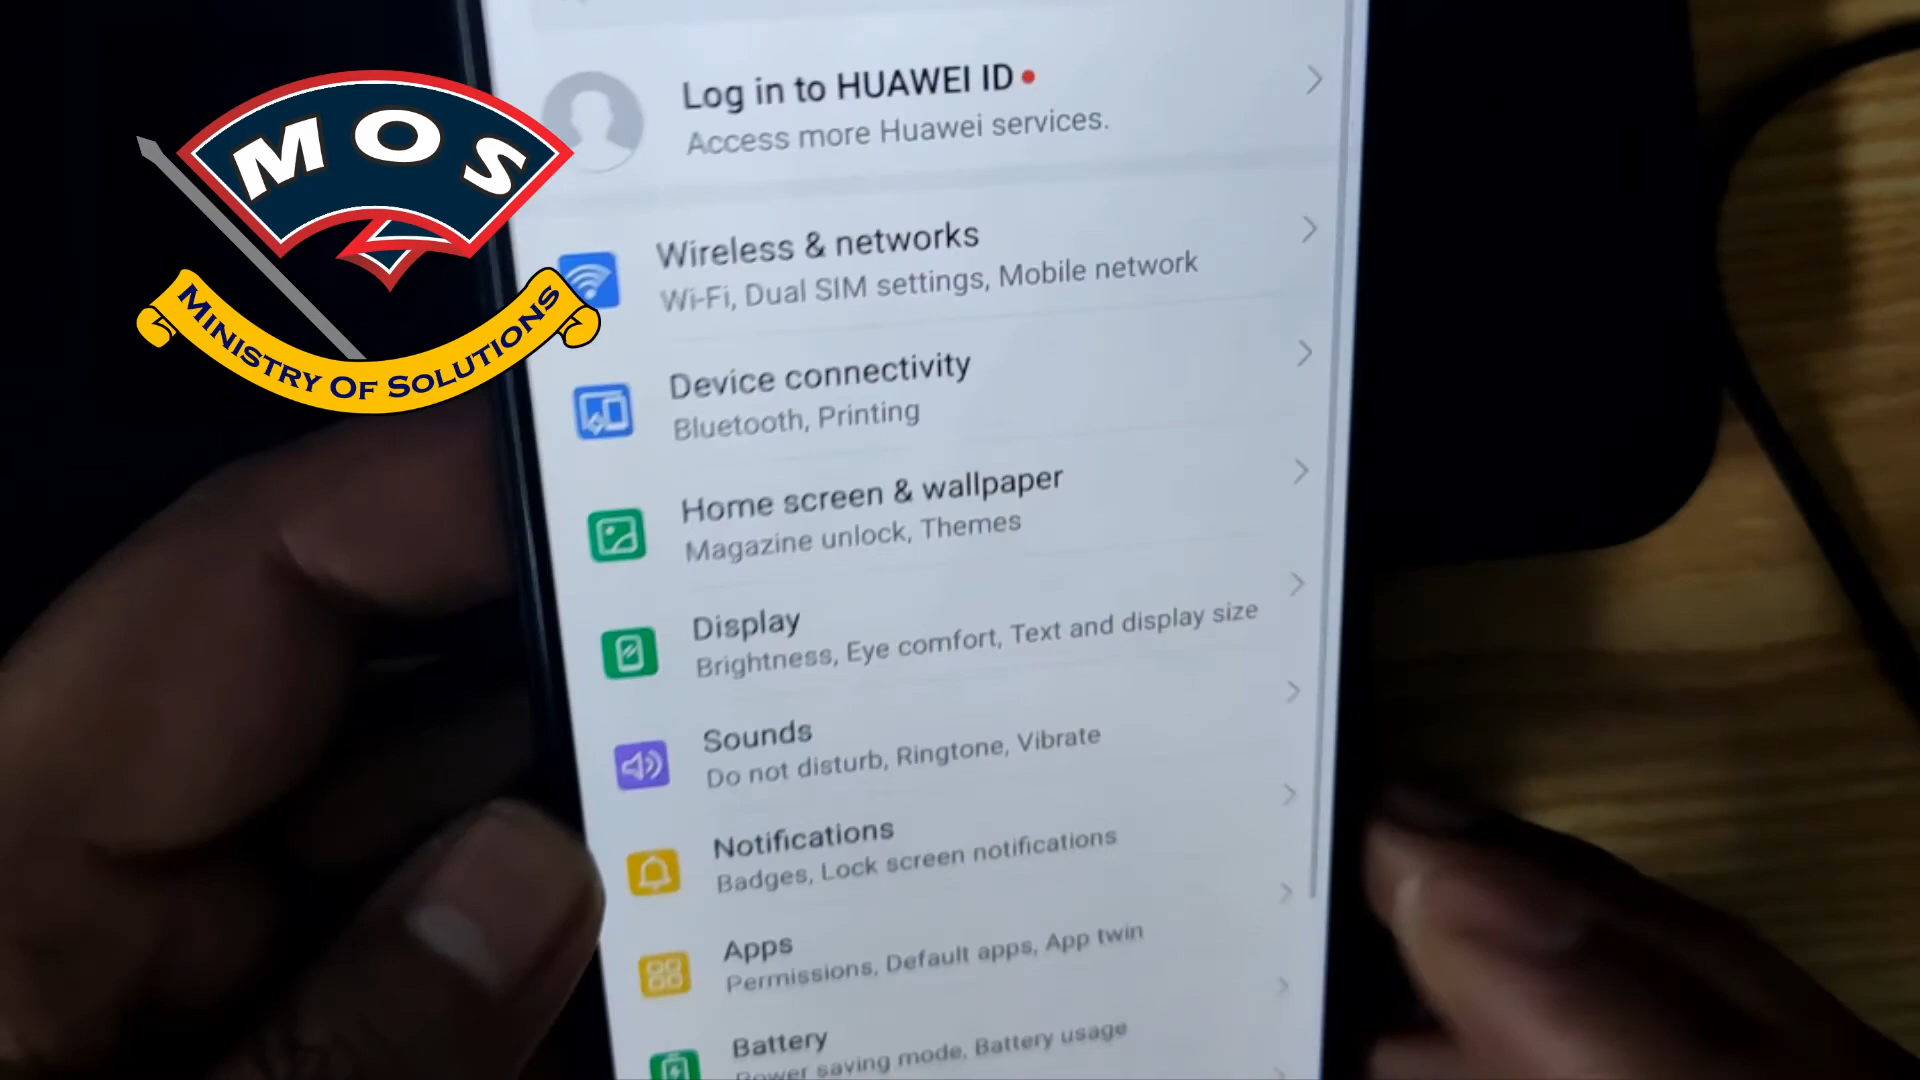 MOS
MINISTRY OF SOLUTIONS
Log in to HUAWEI ID
Access more Huawei services.
Wireless & networks
Wi-Fi, Dual SIM settings, Mobile network
Device connectivity
Bluetooth, Printing
Home screen & wallpaper
Magazine unlock, Themes
Display
Brightness, Eye comfort, Text and display size
Sounds
Do not disturb, Ringtone, Vibrate
Notifications
Badges, Lock screen notifications
Apps
Permissions, Default apps, App twin
Battery
Power saving mode, Battery usage